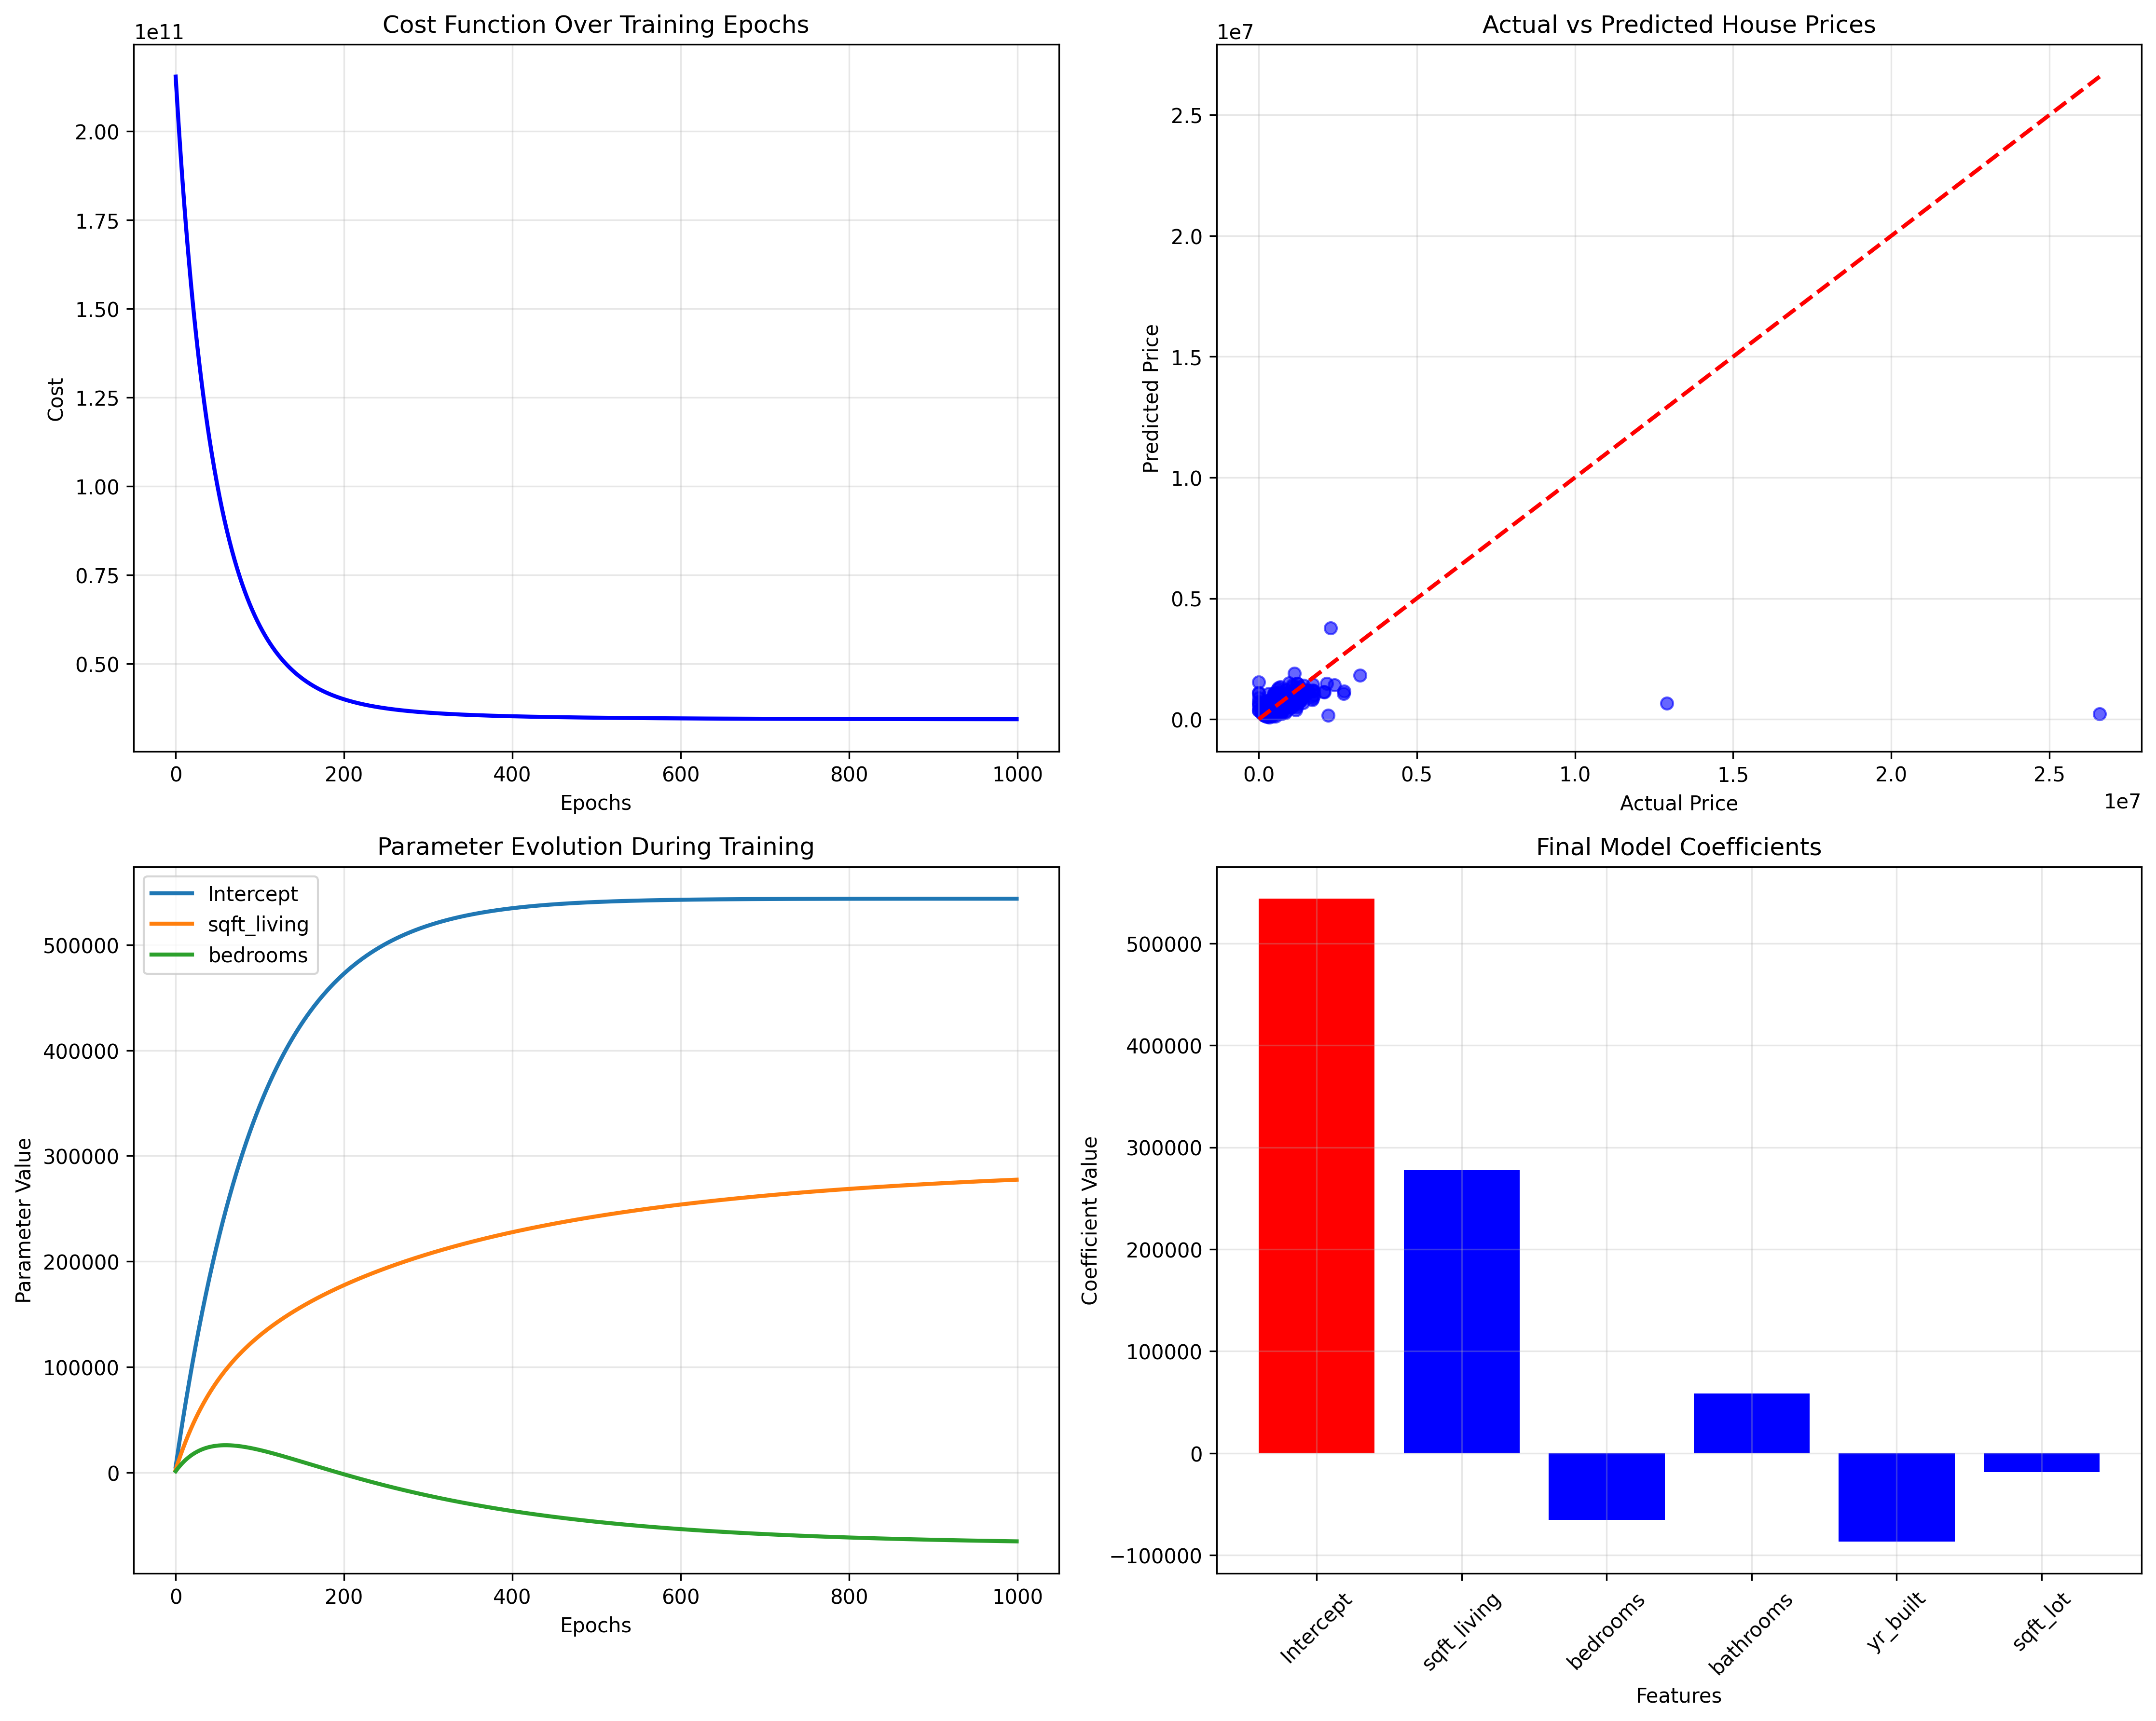 Cost Function Over Training Epochs
1e11
2.00
1.75
1.50
1.25
1.00
0.75
0.50
Cost
0 200 400 600 800 1000
Epochs
Actual vs Predicted House Prices
1e7
2.5
2.0
1.5
1.0
0.5
0.0
Predicted Price
0.0 0.5 1.0 1.5 2.0 2.5
Actual Price
1e7
Parameter Evolution During Training
Intercept
sqft_living
bedrooms
500000
400000
300000
200000
100000
0
Parameter Value
0 200 400 600 800 1000
Epochs
Final Model Coefficients
500000
400000
300000
200000
100000
0
−100000
Coefficient Value
Intercept
sqft_living
bedrooms
bathrooms
yr_built
sqft_lot
Features